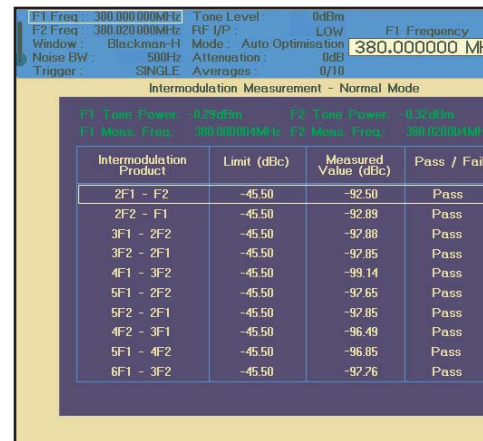 F1 Freq : 380.000 000MHz Tone Level : 0dBm
F2 Freq : 380.020 000MHz RF I/P : LOW F1 Frequency
Window : Blackman-H Mode : Auto Optimisation 380.000000 MH
Noise BW : 500Hz Attenuation : 0dB
Trigger : SINGLE Averages : 0/10
Intermodulation Measurement - Normal Mode
F1 Tone Power: -0.29dBm F2 Tone Power: -0.32dBm
F1 Meas. Freq.: 380.000004MHz F2 Meas. Freq.: 380.020004MH
Intermodulation Product Limit (dBc) Measured Value (dBc) Pass / Fail
2F1 - F2 -45.50 -92.50 Pass
2F2 - F1 -45.50 -92.89 Pass
3F1 - 2F2 -45.50 -97.88 Pass
3F2 - 2F1 -45.50 -97.85 Pass
4F1 - 3F2 -45.50 -99.14 Pass
5F1 - 2F2 -45.50 -97.65 Pass
5F2 - 2F1 -45.50 -97.85 Pass
4F2 - 3F1 -45.50 -96.49 Pass
5F1 - 4F2 -45.50 -96.85 Pass
6F1 - 3F2 -45.50 -97.76 Pass